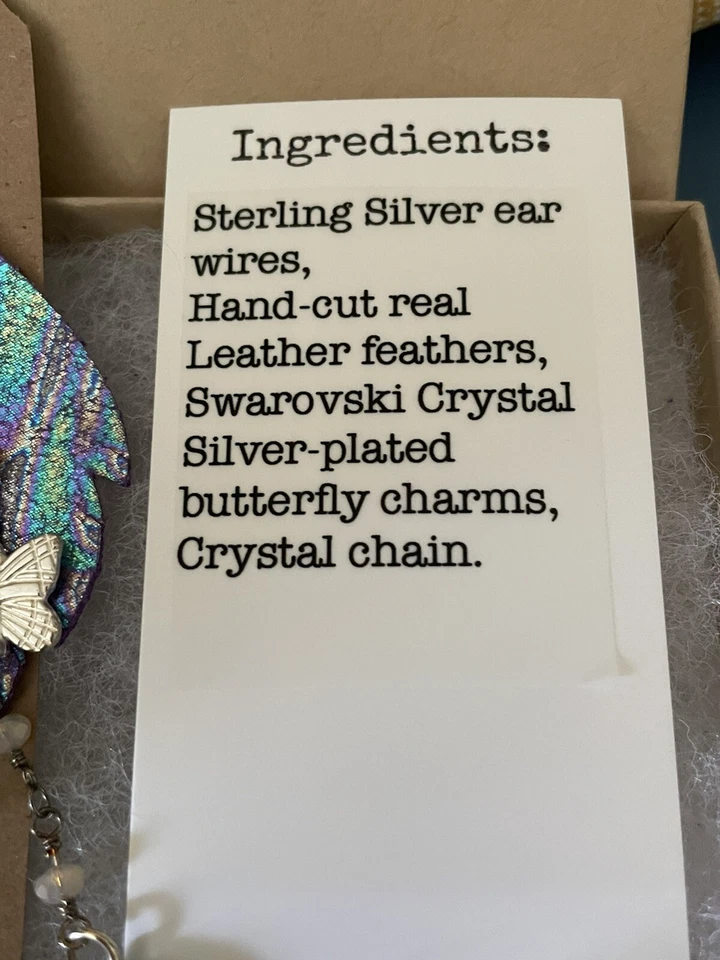 Ingredients:
Sterling Silver ear
wires,
Hand-cut real
Leather feathers,
Swarovski Crystal
Silver-plated
butterfly charms,
Crystal chain.